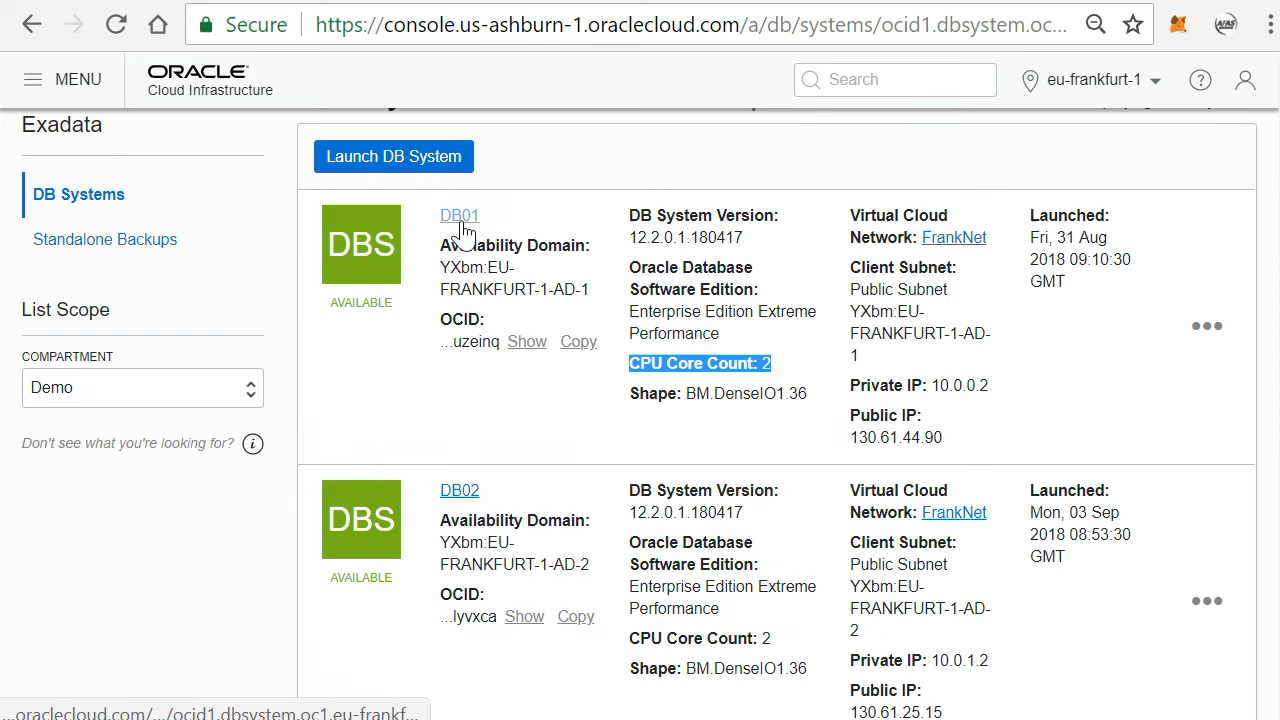 Secure
https://console.us-ashburn-1.oraclecloud.com/a/db/systems/ocid1.dbsystem.oc...
MENU
ORACLE
Cloud Infrastructure
Search
eu-frankfurt-1
Exadata
DB Systems
Standalone Backups
List Scope
COMPARTMENT
Demo
Don't see what you're looking for?
Launch DB System
DBS
AVAILABLE
DB01
Availability Domain:
YXbm:EU-
FRANKFURT-1-AD-1
OCID:
...uzeinq Show Copy
DB System Version:
12.2.0.1.180417
Oracle Database
Software Edition:
Enterprise Edition Extreme
Performance
CPU Core Count: 2
Shape: BM.DenseIO1.36
Virtual Cloud
Network: FrankNet
Client Subnet:
Public Subnet
YXbm:EU-
FRANKFURT-1-AD-
1
Private IP: 10.0.0.2
Public IP:
130.61.44.90
Launched:
Fri, 31 Aug
2018 09:10:30
GMT
DBS
AVAILABLE
DB02
Availability Domain:
YXbm:EU-
FRANKFURT-1-AD-2
OCID:
...lyvxca Show Copy
DB System Version:
12.2.0.1.180417
Oracle Database
Software Edition:
Enterprise Edition Extreme
Performance
CPU Core Count: 2
Shape: BM.DenseIO1.36
Virtual Cloud
Network: FrankNet
Client Subnet:
Public Subnet
YXbm:EU-
FRANKFURT-1-AD-
2
Private IP: 10.0.1.2
Public IP:
130.61.25.15
Launched:
Mon, 03 Sep
2018 08:53:30
GMT
...oraclecloud.com/.../ocid1.dbsystem.oc1.eu-frankf...